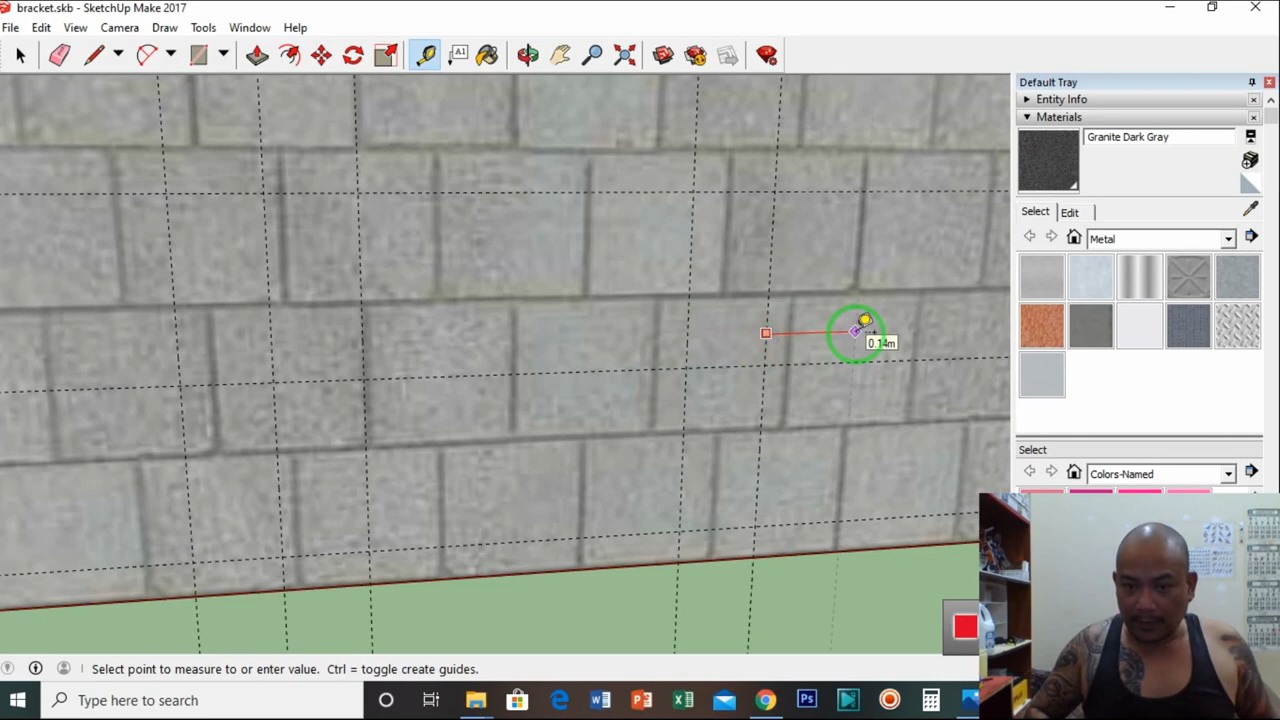 bracket.skb - SketchUp Make 2017
File Edit View Camera Draw Tools Window Help
A1
Default Tray
Entity Info
Materials
Granite Dark Gray
Select Edit
Metal
0.14m
Select
Colors-Named
Select point to measure to or enter value. Ctrl = toggle create guides.
Type here to search